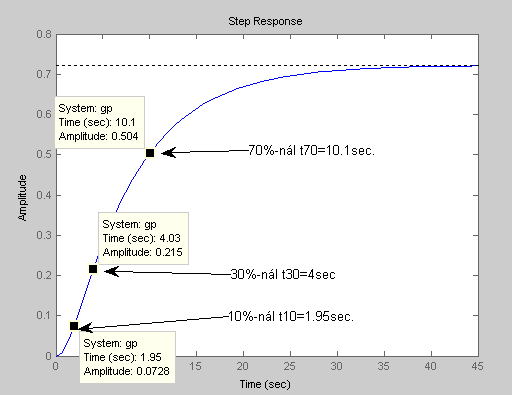 Step Response
0.8
0.7
0.6
0.5
0.4
0.3
0.2
0.1
0
Amplitude
System: gp
Time (sec): 10.1
Amplitude: 0.504
70%-nál t70=10.1sec.
System: gp
Time (sec): 4.03
Amplitude: 0.215
30%-nál t30=4sec
10%-nál t10=1.95sec.
System: gp
Time (sec): 1.95
Amplitude: 0.0728
0
15
20
25
30
35
40
45
Time (sec)